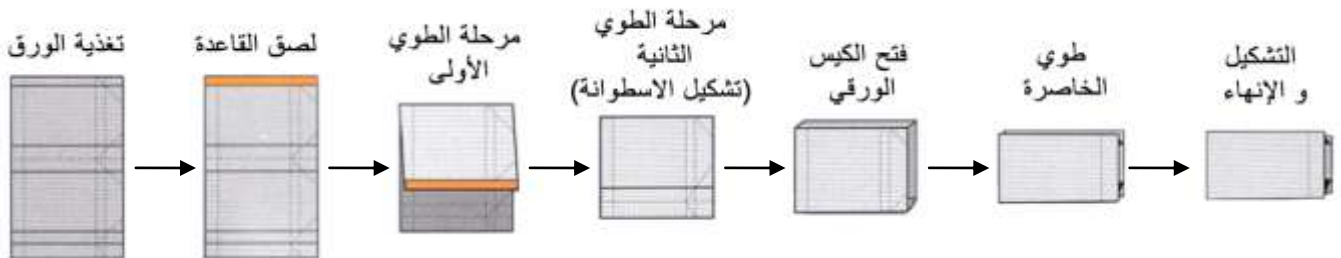 تغذية الورق
لصق القاعدة
مرحلة الطوي
الأولى
مرحلة الطوي
الثانية
(تشكيل الاسطوانة)
فتح الكيس
الورقي
طوي
الخاصرة
التشكيل
و الإنهاء